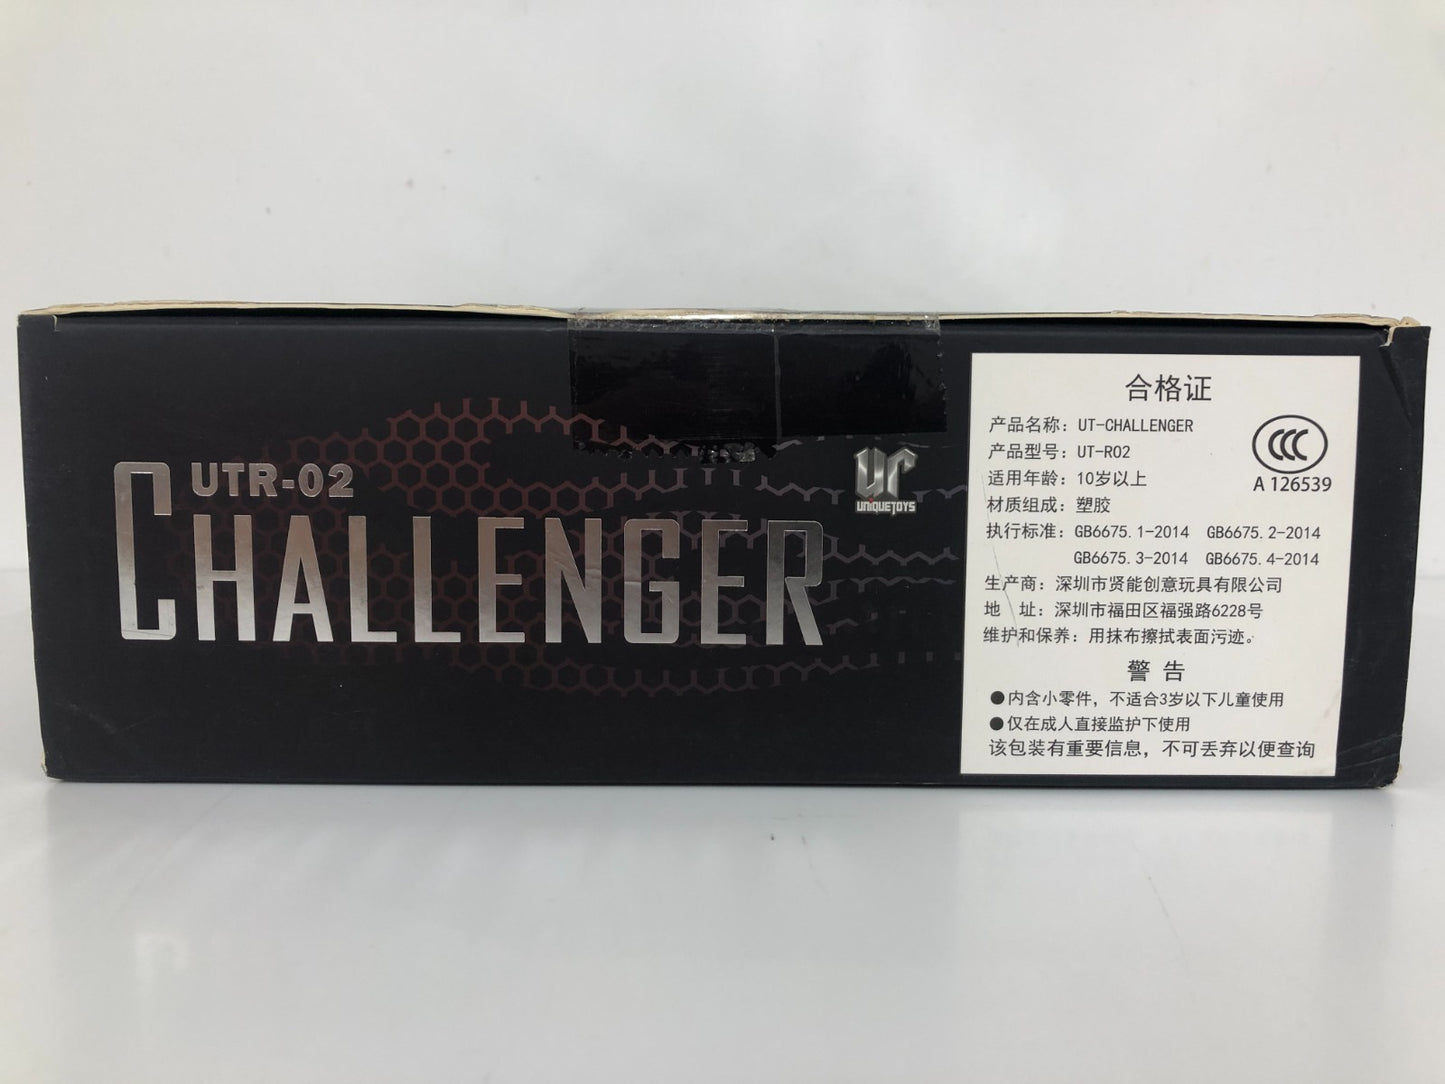 UTR-02
CHALLENGER
UT
UNIQUETOYS
合格证
产品名称：UT-CHALLENGER
产品型号：UT-R02
适用年龄：10岁以上
材质组成：塑胶
执行标准：GB6675.1-2014 GB6675.2-2014
GB6675.3-2014 GB6675.4-2014
生产商：深圳市贤能创意玩具有限公司
地 址：深圳市福田区福强路6228号
维护和保养：用抹布擦拭表面污迹。
CCC
A 126539
警 告
●内含小零件，不适合3岁以下儿童使用
●仅在成人直接监护下使用
该包装有重要信息，不可丢弃以便查询